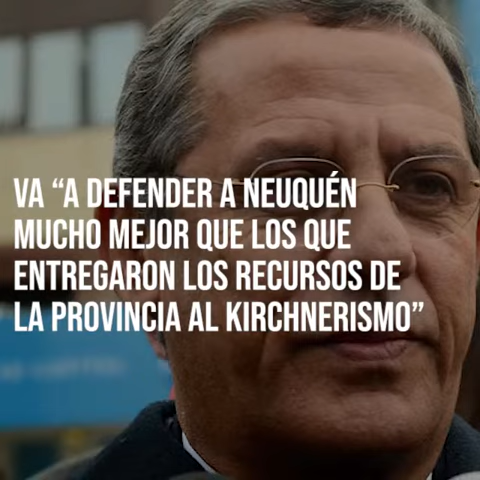 VA “A DEFENDER A NEUQUÉN
MUCHO MEJOR QUE LOS QUE
ENTREGARON LOS RECURSOS DE
LA PROVINCIA AL KIRCHNERISMO”